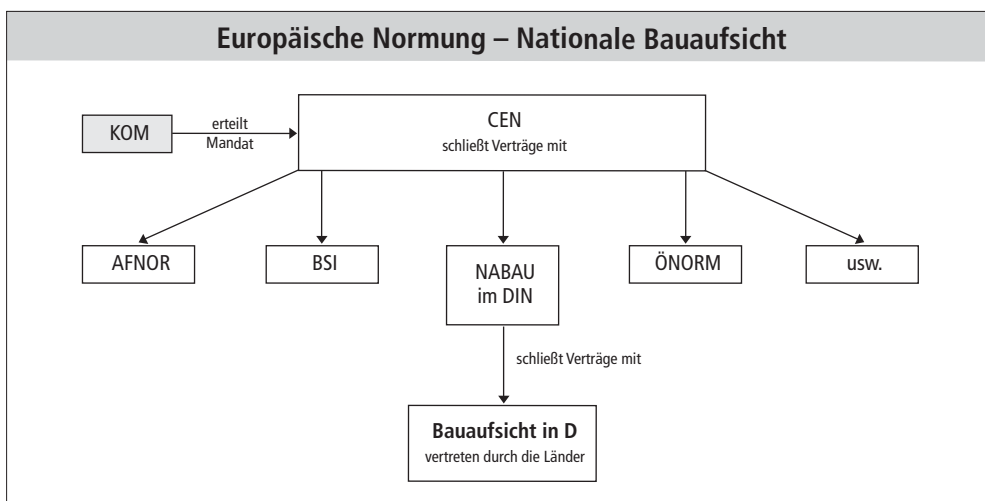 Europäische Normung – Nationale Bauaufsicht
KOM
erteilt
Mandat
CEN
schließt Verträge mit
AFNOR
BSI
NABAU
im DIN
ÖNORM
usw.
schließt Verträge mit
Bauaufsicht in D
vertreten durch die Länder